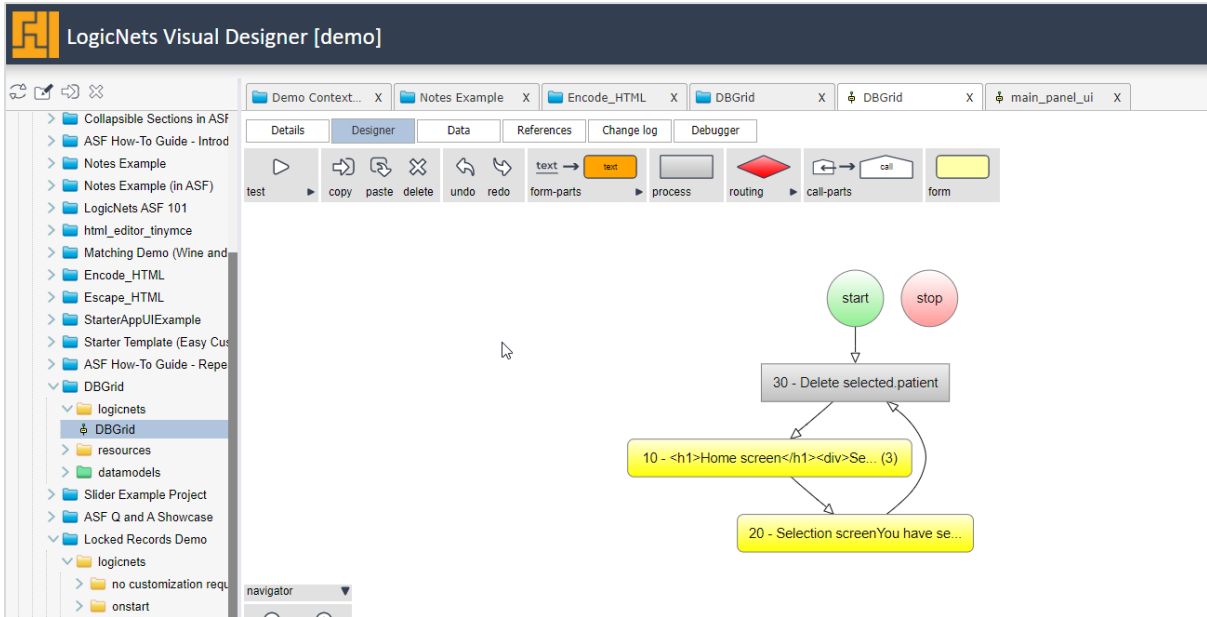 LogicNets Visual Designer [demo]
Demo Context... X
Notes Example X
Encode_HTML X
DBGrid X
DBGrid X
main_panel_ui X
Details
Designer
Data
References
Change log
Debugger
text
text
call
test
copy
paste
delete
undo
redo
form-parts
process
routing
call-parts
form
Collapsible Sections in ASF
ASF How-To Guide - Introd
Notes Example
Notes Example (in ASF)
LogicNets ASF 101
html_editor_tinymce
Matching Demo (Wine and
Encode_HTML
Escape_HTML
StarterAppUIExample
Starter Template (Easy Cus
ASF How-To Guide - Repe
DBGrid
logicnets
DBGrid
resources
datamodels
Slider Example Project
ASF Q and A Showcase
Locked Records Demo
logicnets
no customization requ
onstart
start
stop
30 - Delete selected.patient
10 - <h1>Home screen</h1><div>Se... (3)
20 - Selection screenYou have se...
navigator